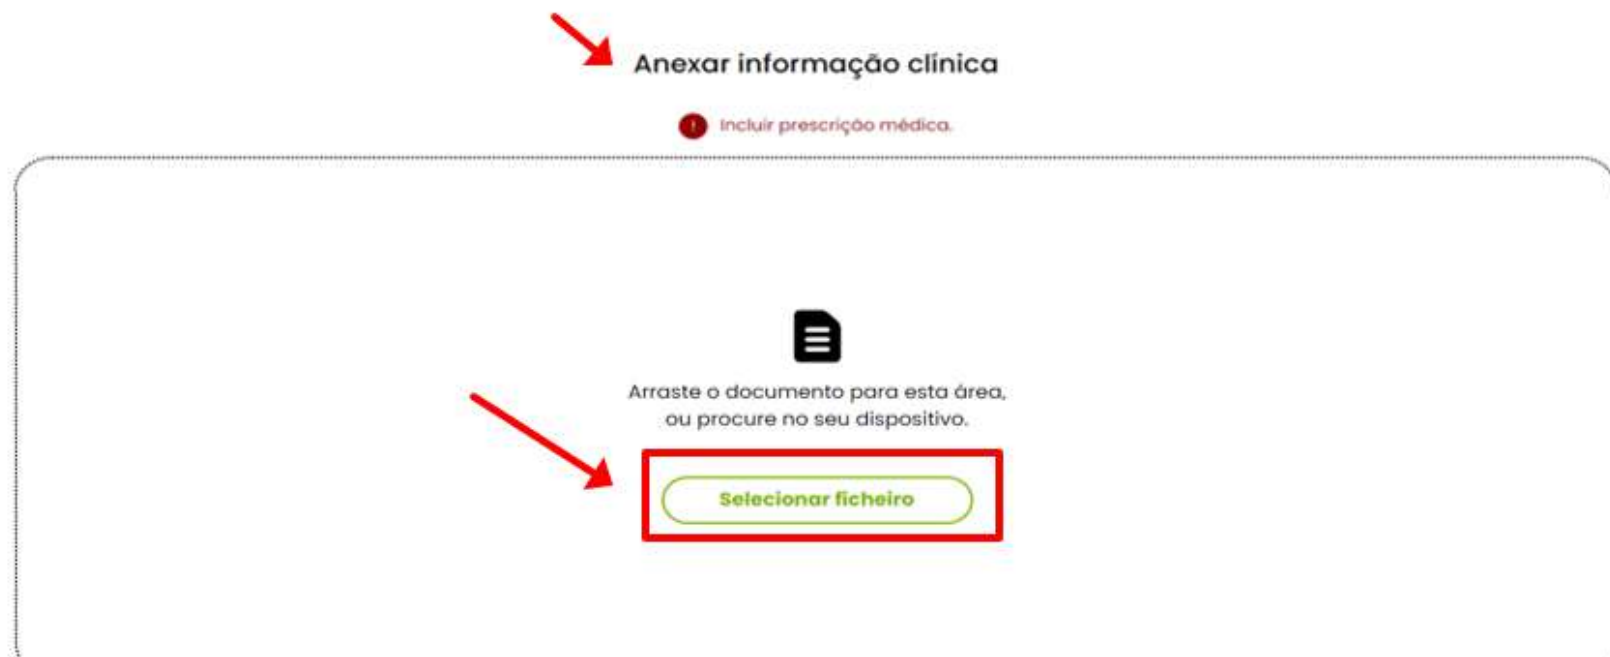 Anexar informação clínica
! Incluir prescrição médica.
Arraste o documento para esta área,
ou procure no seu dispositivo.
Selecionar ficheiro